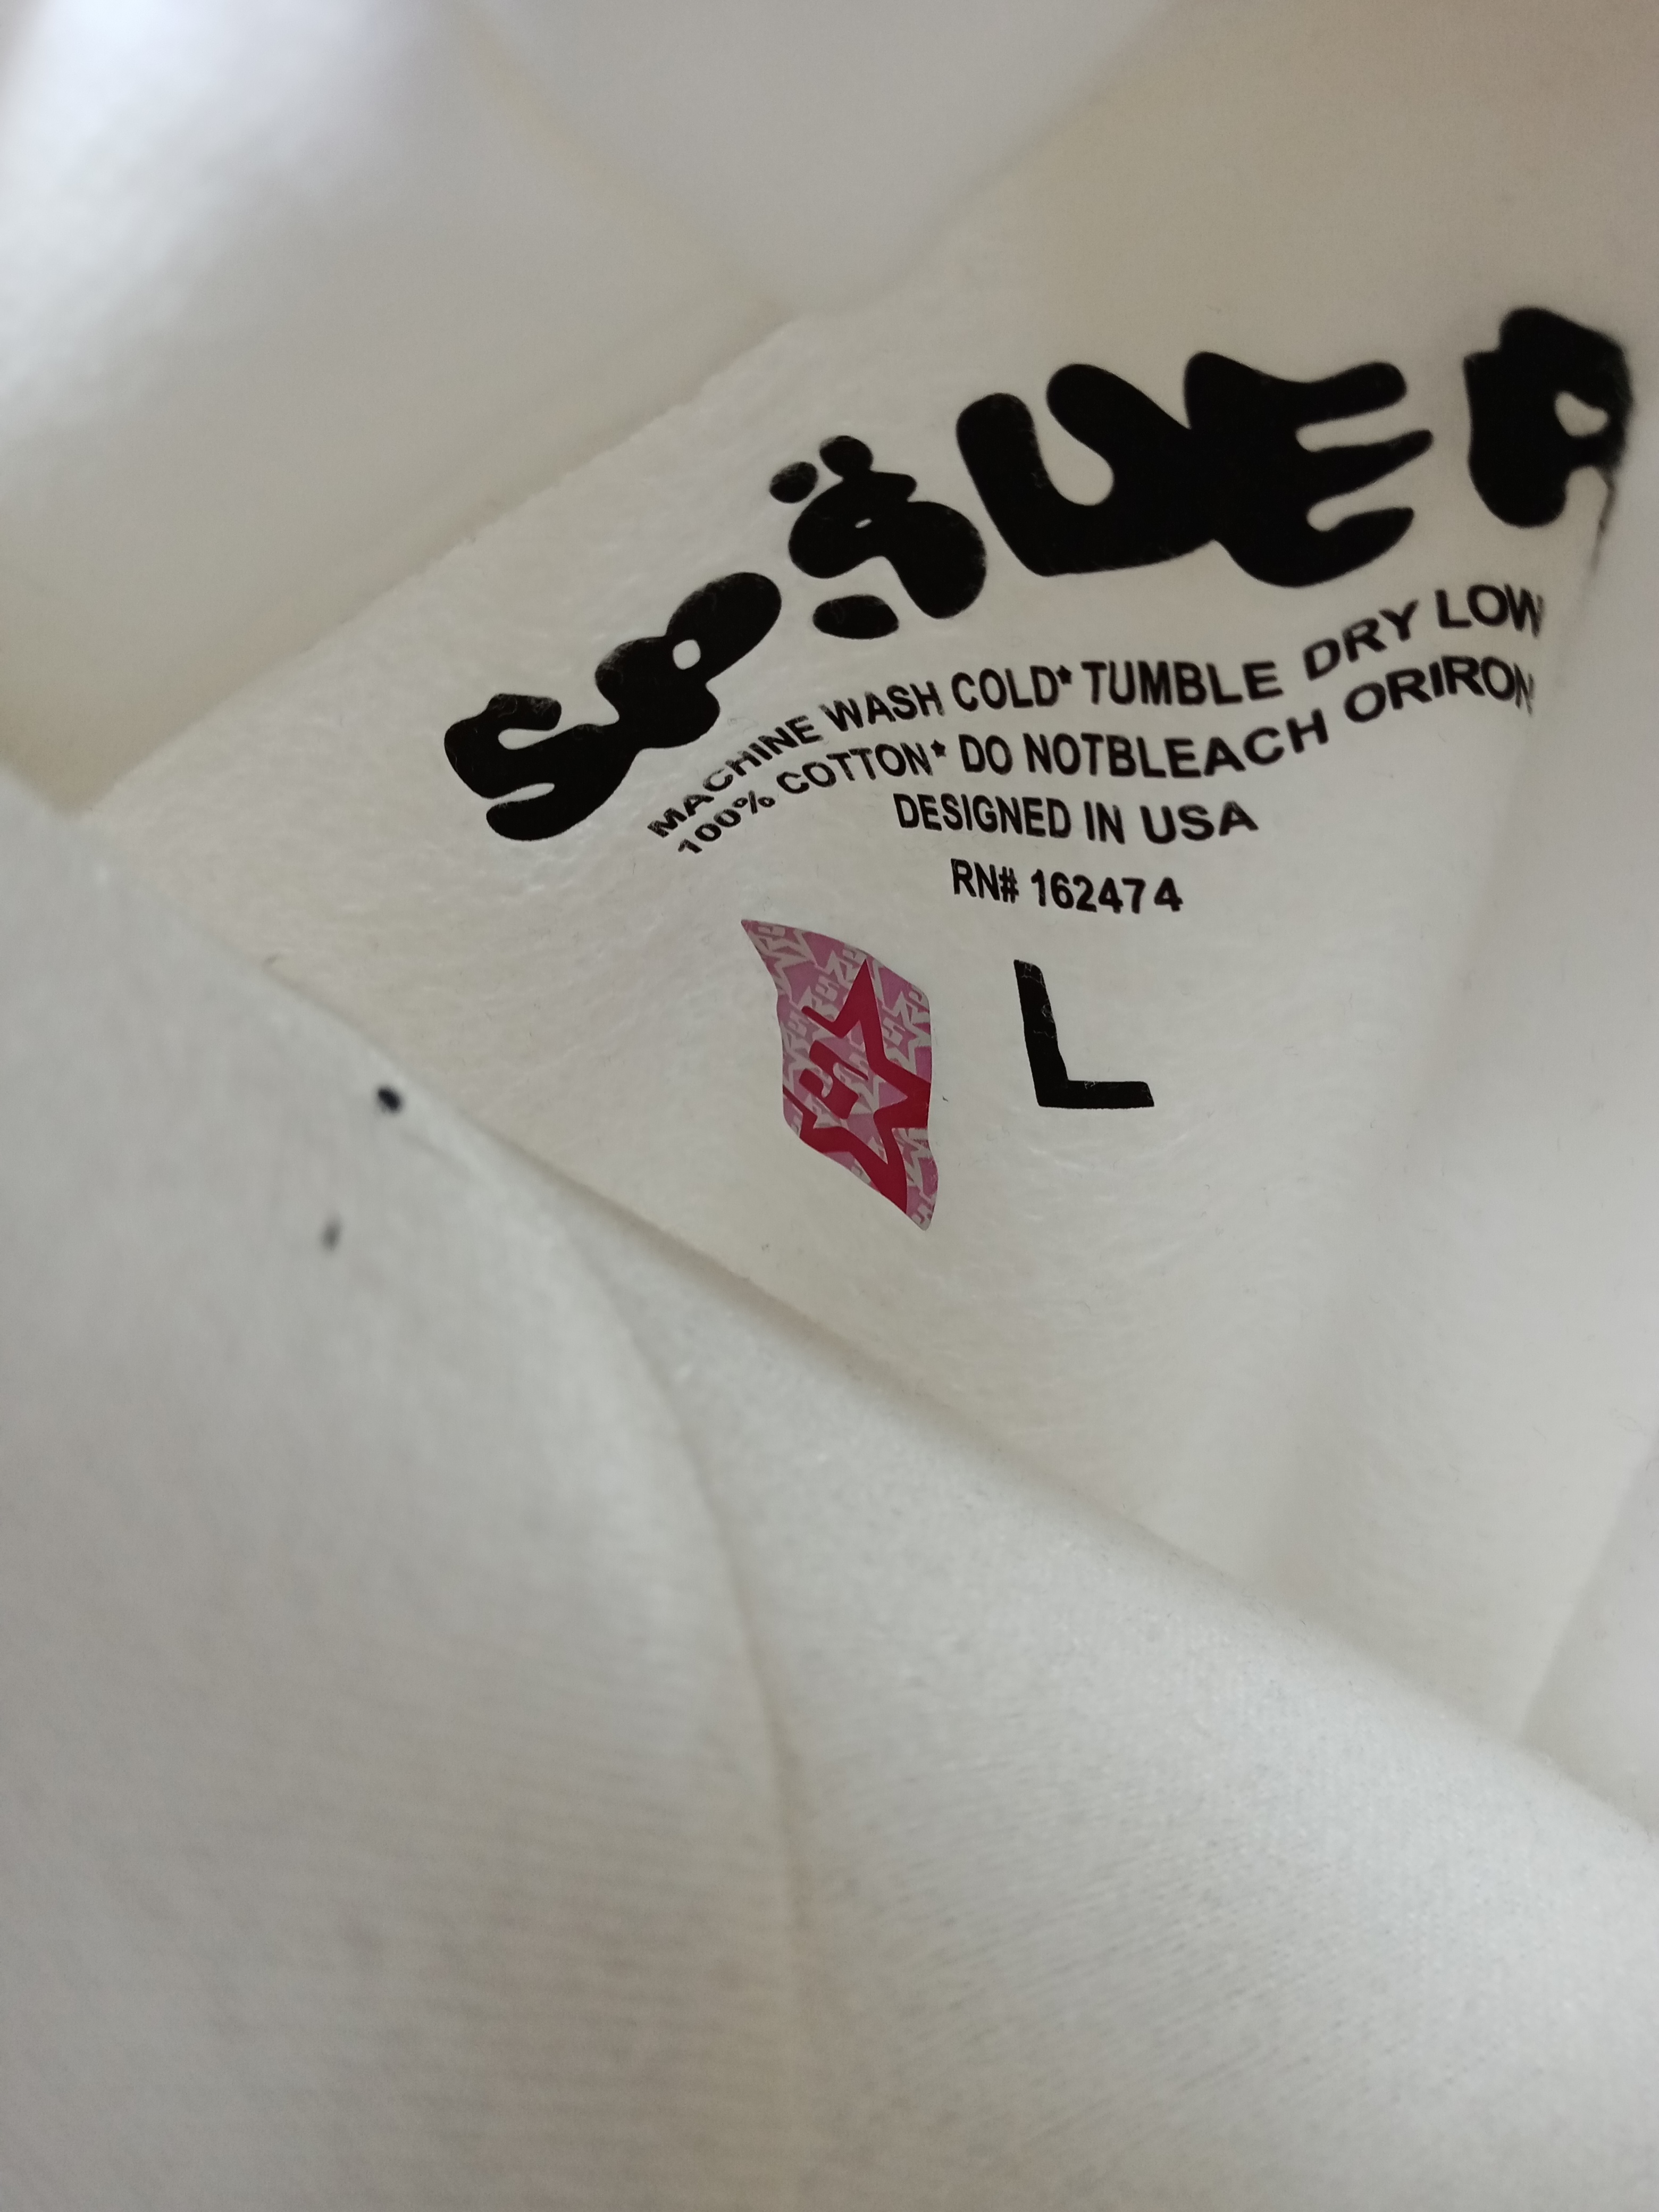 SP5DER
MACHINE WASH COLD* TUMBLE DRY LOW
100% COTTON* DO NOTBLEACH ORIRON
DESIGNED IN USA
RN# 162474
L